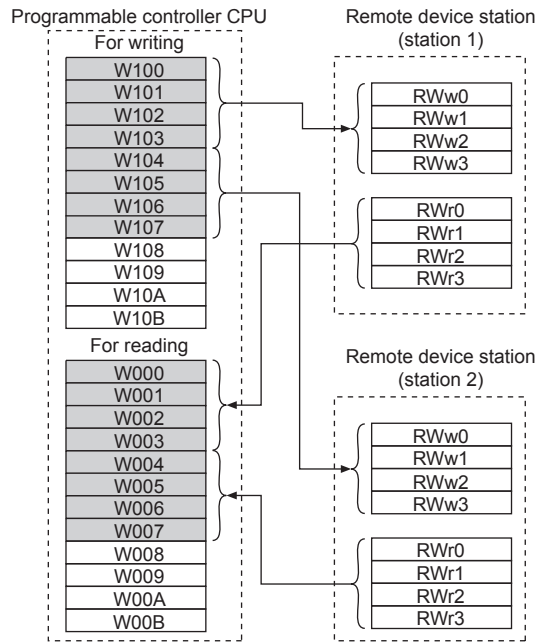 Programmable controller CPU
For writing
W100
W101
W102
W103
W104
W105
W106
W107
W108
W109
W10A
W10B
For reading
W000
W001
W002
W003
W004
W005
W006
W007
W008
W009
W00A
W00B
Remote device station
(station 1)
RWw0
RWw1
RWw2
RWw3
RWr0
RWr1
RWr2
RWr3
Remote device station
(station 2)
RWw0
RWw1
RWw2
RWw3
RWr0
RWr1
RWr2
RWr3